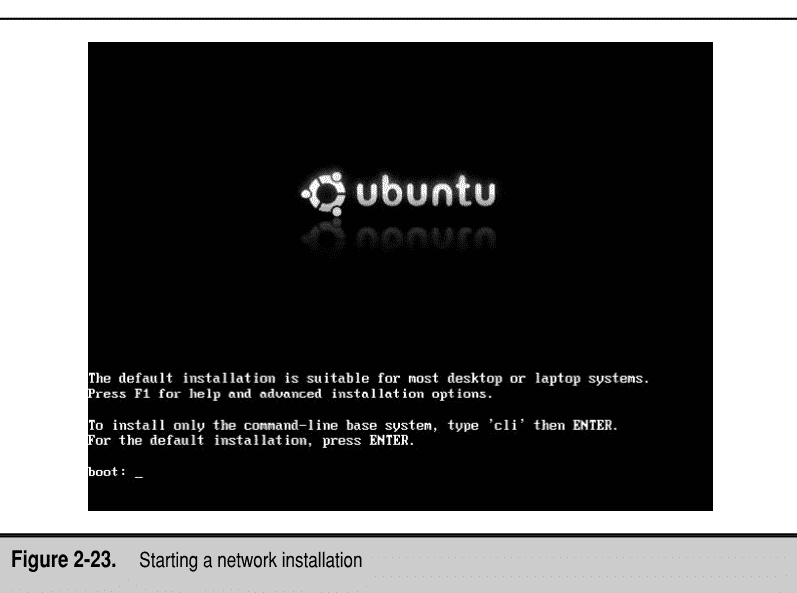 ubuntu
The default installation is suitable for most desktop or laptop systems.
Press F1 for help and advanced installation options.
To install only the command-line base system, type 'cli' then ENTER.
For the default installation, press ENTER.
boot: _
Figure 2-23. Starting a network installation